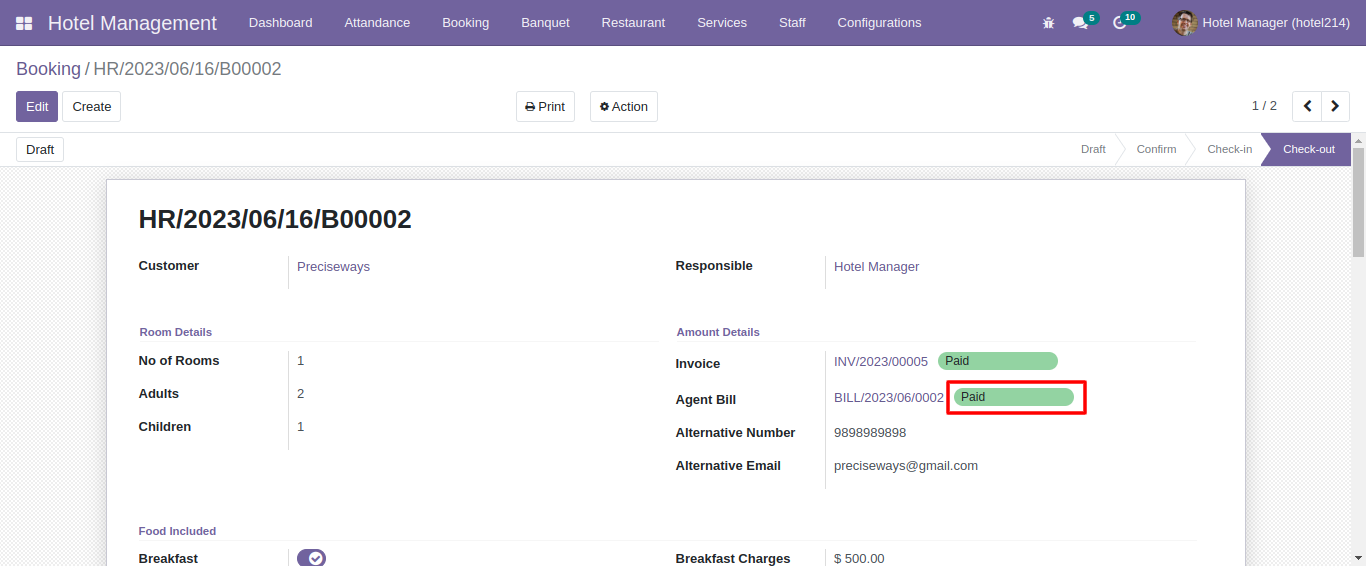 Hotel Management Dashboard Attandance Booking Banquet Restaurant Services Staff Configurations 5 10 Hotel Manager (hotel214)
Booking / HR/2023/06/16/B00002
Edit Create Print Action 1 / 2
Draft Draft Confirm Check-in Check-out
HR/2023/06/16/B00002
Customer Preciseways Responsible Hotel Manager
Room Details Amount Details
No of Rooms 1 Invoice INV/2023/00005 Paid
Adults 2 Agent Bill BILL/2023/06/0002 Paid
Children 1 Alternative Number 9898989898
Alternative Email preciseways@gmail.com
Food Included
Breakfast Breakfast Charges $ 500.00